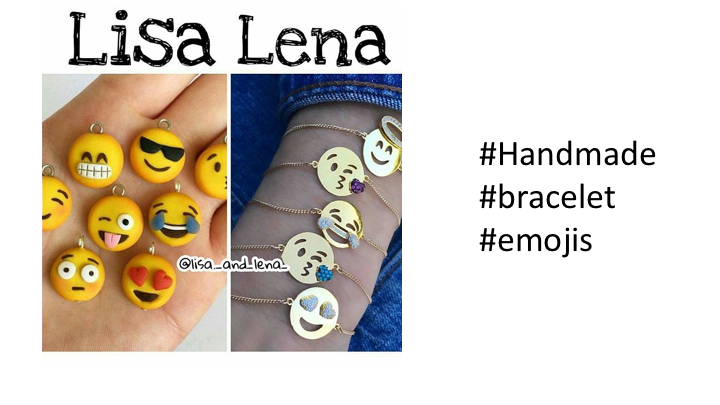 Lisa Lena
@lisa_and_lena_
#Handmade
#bracelet
#emojis